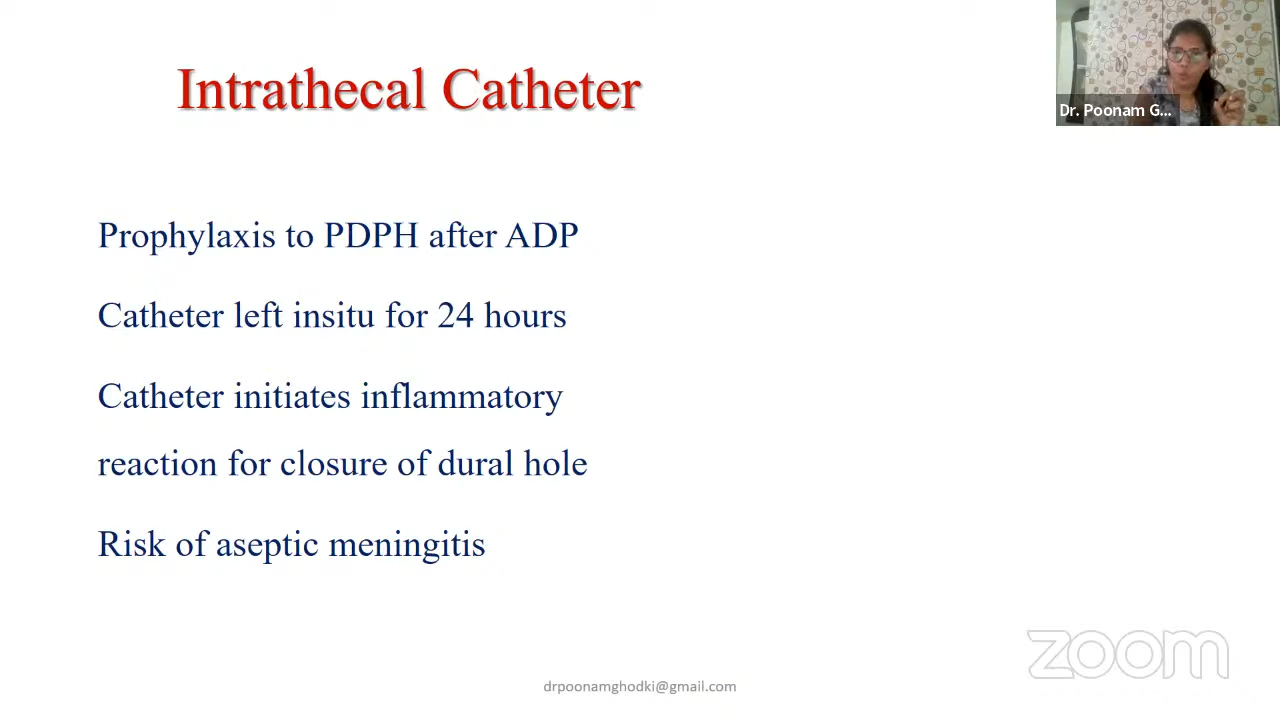 Intrathecal Catheter
Dr. Poonam G...
Prophylaxis to PDPH after ADP
Catheter left insitu for 24 hours
Catheter initiates inflammatory
reaction for closure of dural hole
Risk of aseptic meningitis
zoom
drpoonamghodki@gmail.com